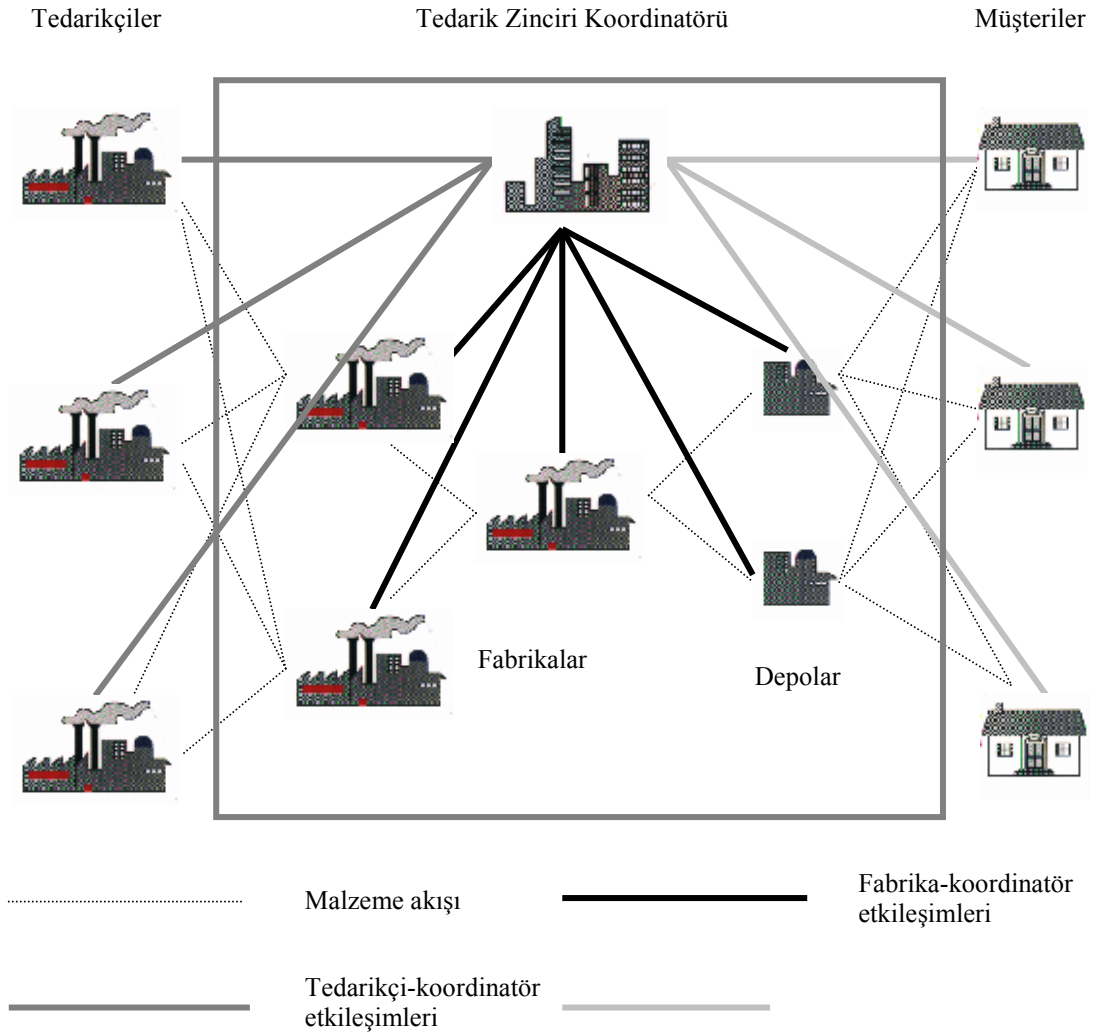 Tedarikçiler
Tedarik Zinciri Koordinatörü
Müşteriler
Fabrikalar
Depolar
Malzeme akışı
Fabrika-koordinatör
etkileşimleri
Tedarikçi-koordinatör
etkileşimleri